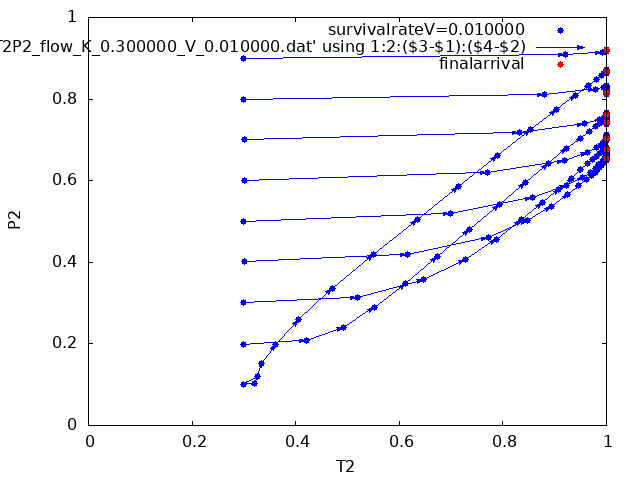 survivalrateV=0.010000
T2P2_flow_K_0.300000_V_0.010000.dat' using 1:2:($3-$1):($4-$2)
finalarrival
1
0.8
0.6
0.4
0.2
0
P2
0 0.2 0.4 0.6 0.8 1
T2